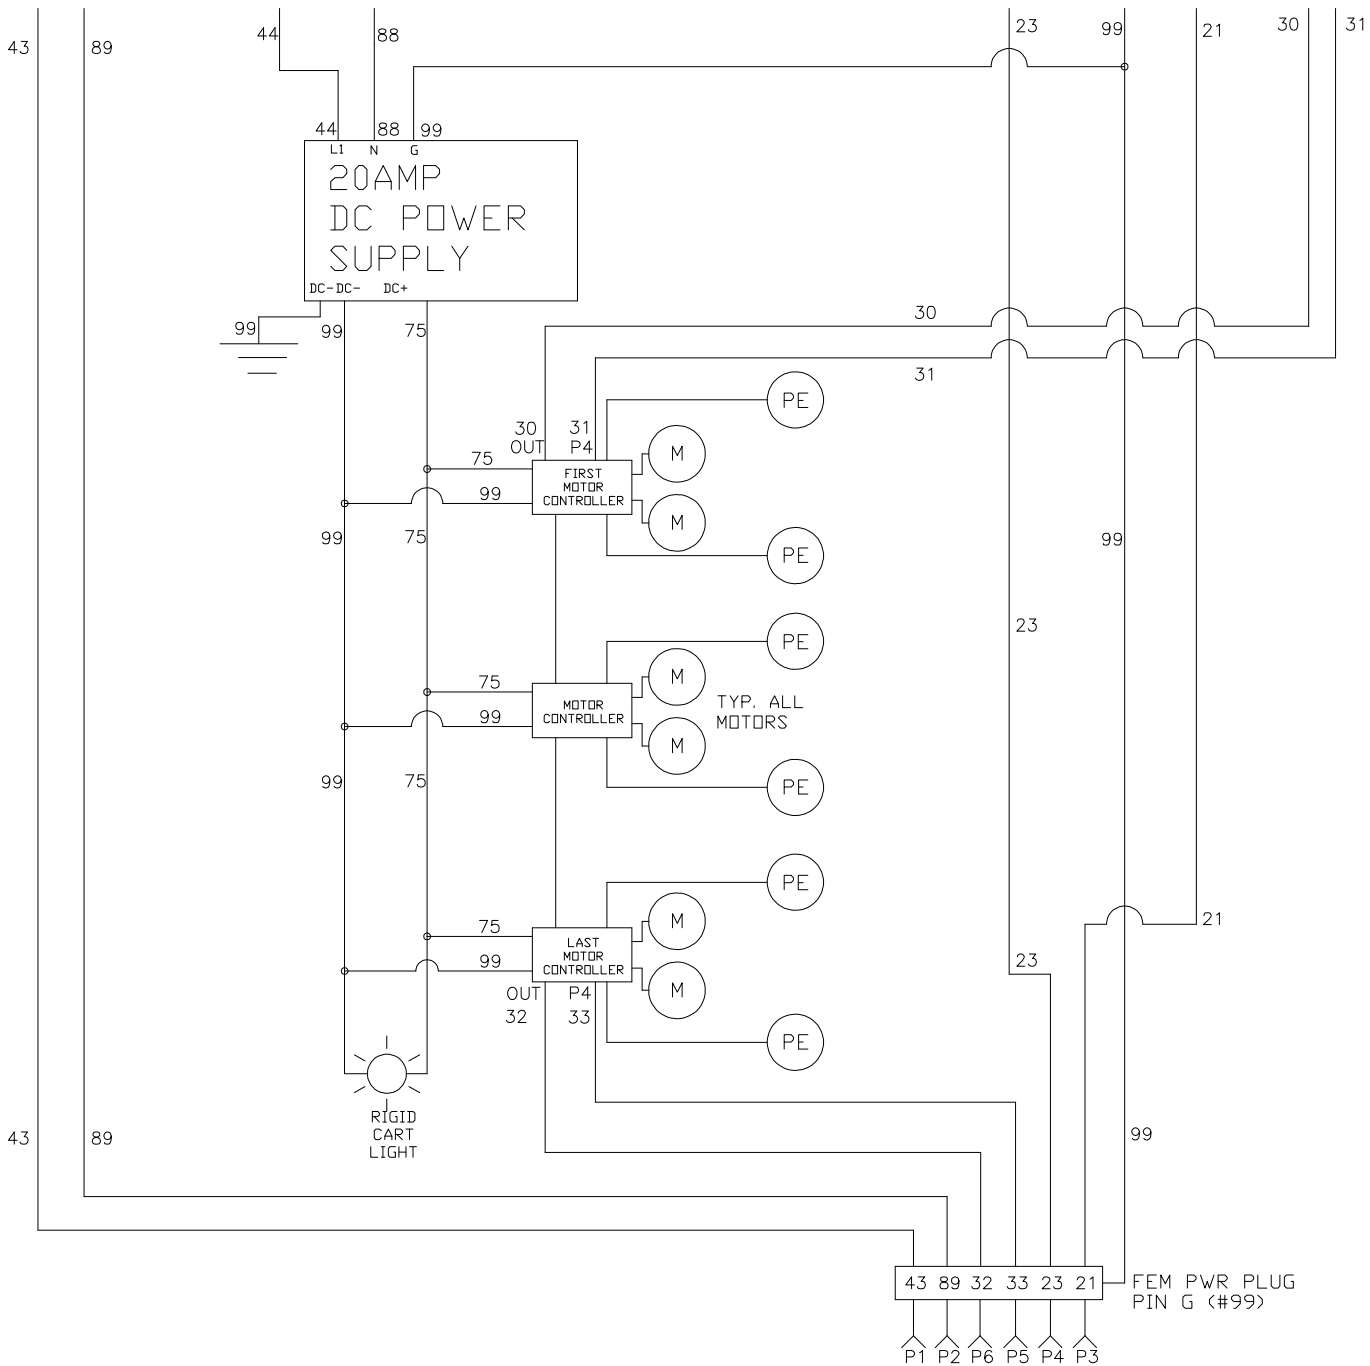 43
89
44
88
23
99
21
30
31
44
88
99
L1
N
G
20AMP
DC POWER
SUPPLY
DC-
DC-
DC+
99
99
75
30
31
PE
30
OUT
31
P4
M
75
99
FIRST
MOTOR
CONTROLLER
M
99
75
99
PE
23
PE
M
75
99
MOTOR
CONTROLLER
TYP. ALL
MOTORS
M
99
75
PE
PE
M
21
75
99
LAST
MOTOR
CONTROLLER
23
M
OUT
32
P4
33
PE
RIGID
CART
LIGHT
43
89
99
43
89
32
33
23
21
FEM PWR PLUG
PIN G (#99)
P1
P2
P6
P5
P4
P3